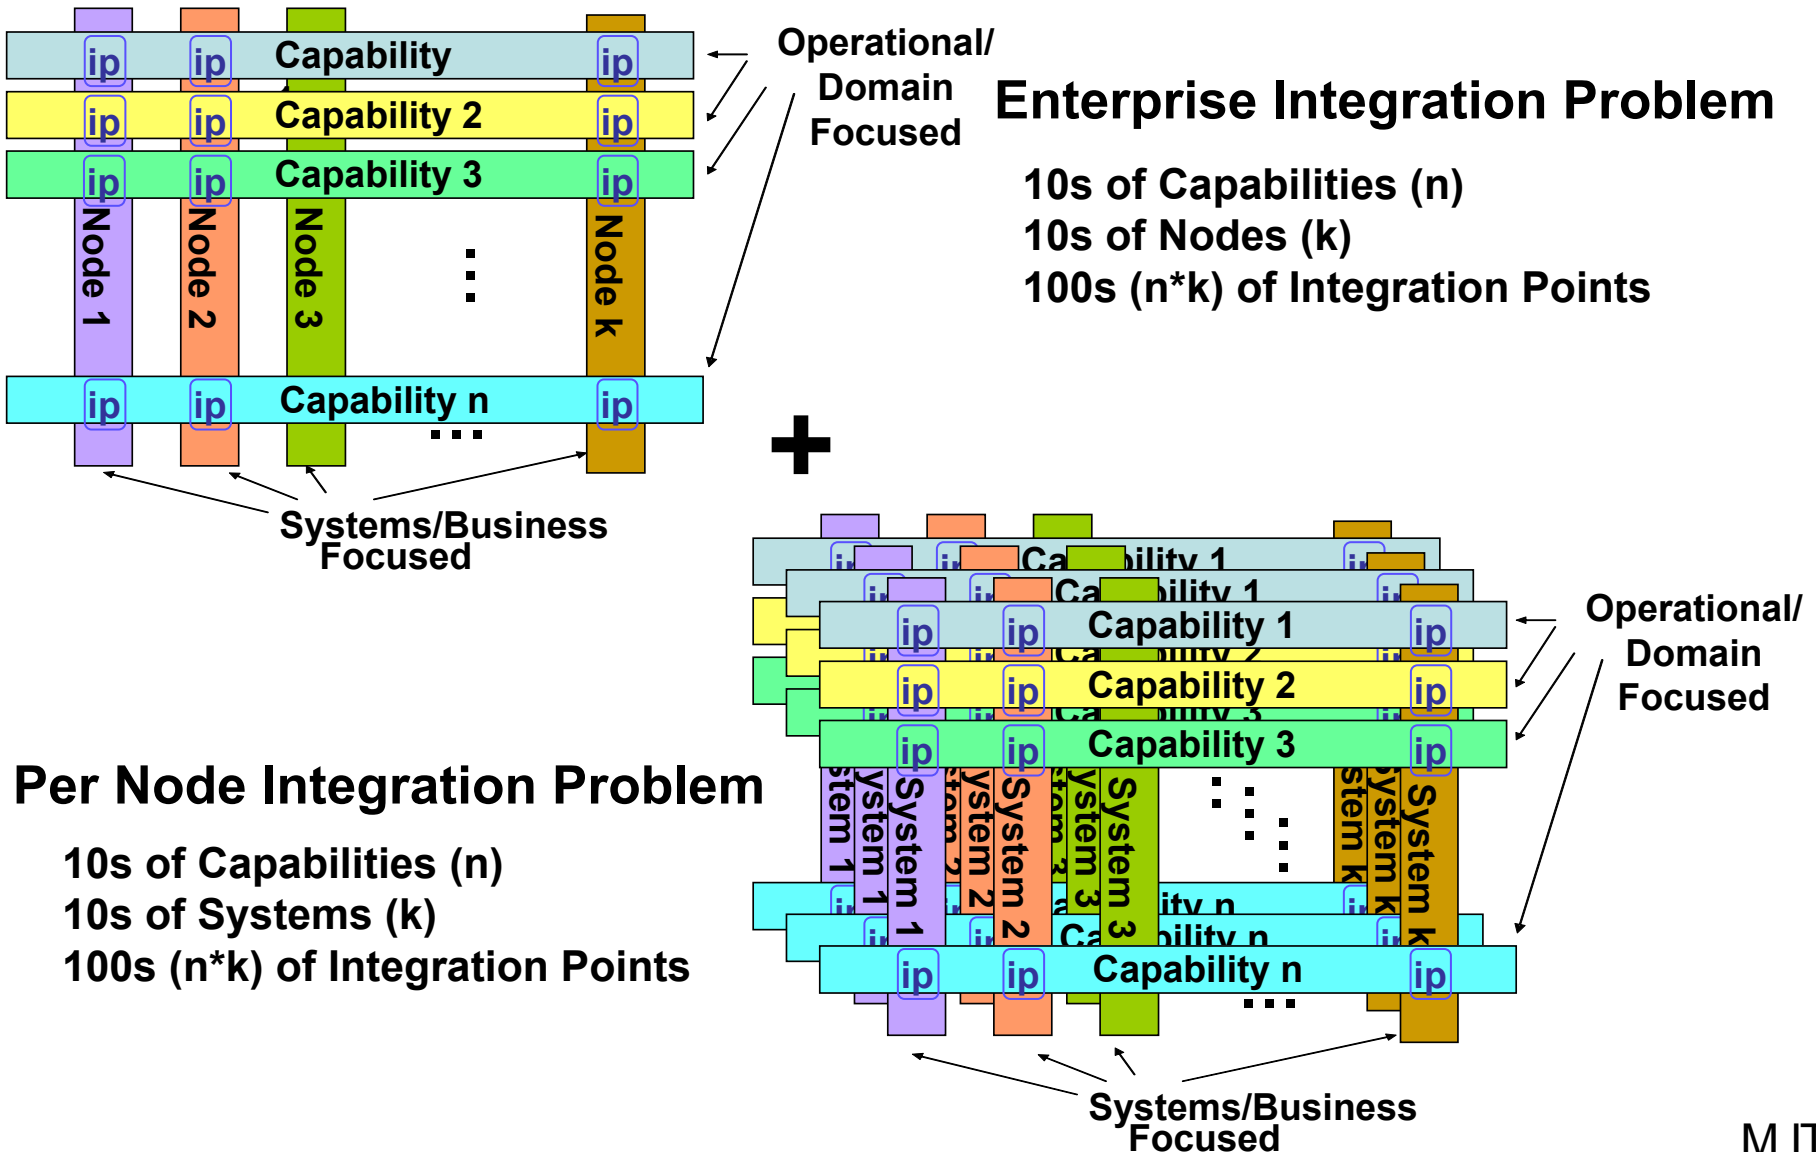 ip ip Capability ip
ip ip Capability 2 ip
ip ip Capability 3 ip
Node 1
Node 2
Node 3
Node k
ip ip Capability n ip
Operational/
Domain
Focused
Systems/Business
Focused
Enterprise Integration Problem
10s of Capabilities (n)
10s of Nodes (k)
100s (n*k) of Integration Points
+
Per Node Integration Problem
10s of Capabilities (n)
10s of Systems (k)
100s (n*k) of Integration Points
ip ip Capability 1 ip
ip ip Capability 2 ip
ip ip Capability 3 ip
System 1
System 2
System 3
System k
ip ip Capability n ip
Operational/
Domain
Focused
Systems/Business
Focused